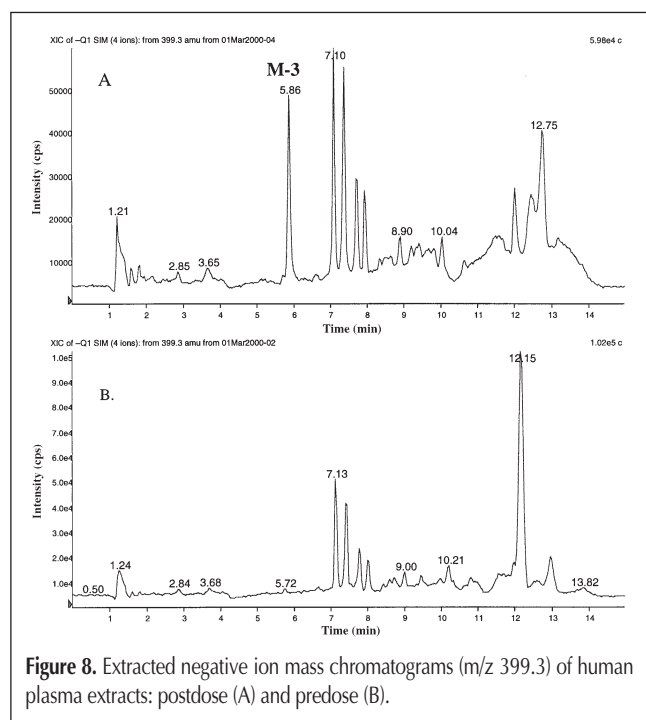 XIC of –Q1 SIM (4 ions): from 399.3 amu from 01Mar2000-04 5.98e4 c
A
M-3
7.10
5.86
50000
40000
12.75
30000
Intensity (cps)
20000
1.21
8.90
10.04
10000
2.85
3.65
1 2 3 4 5 6 7 8 9 10 11 12 13 14
Time (min)
XIC of –Q1 SIM (4 ions): from 399.3 amu from 01Mar2000-02 1.02e5 c
1.0e5
12.15
B.
9.0e4
8.0e4
7.0e4
6.0e4
Intensity (cps)
5.0e4
7.13
4.0e4
3.0e4
2.0e4
1.24
9.00
10.21
1.0e4
0.50
2.84
3.68
5.72
13.82
1 2 3 4 5 6 7 8 9 10 11 12 13 14
Time (min)
Figure 8. Extracted negative ion mass chromatograms (m/z 399.3) of human
plasma extracts: postdose (A) and predose (B).